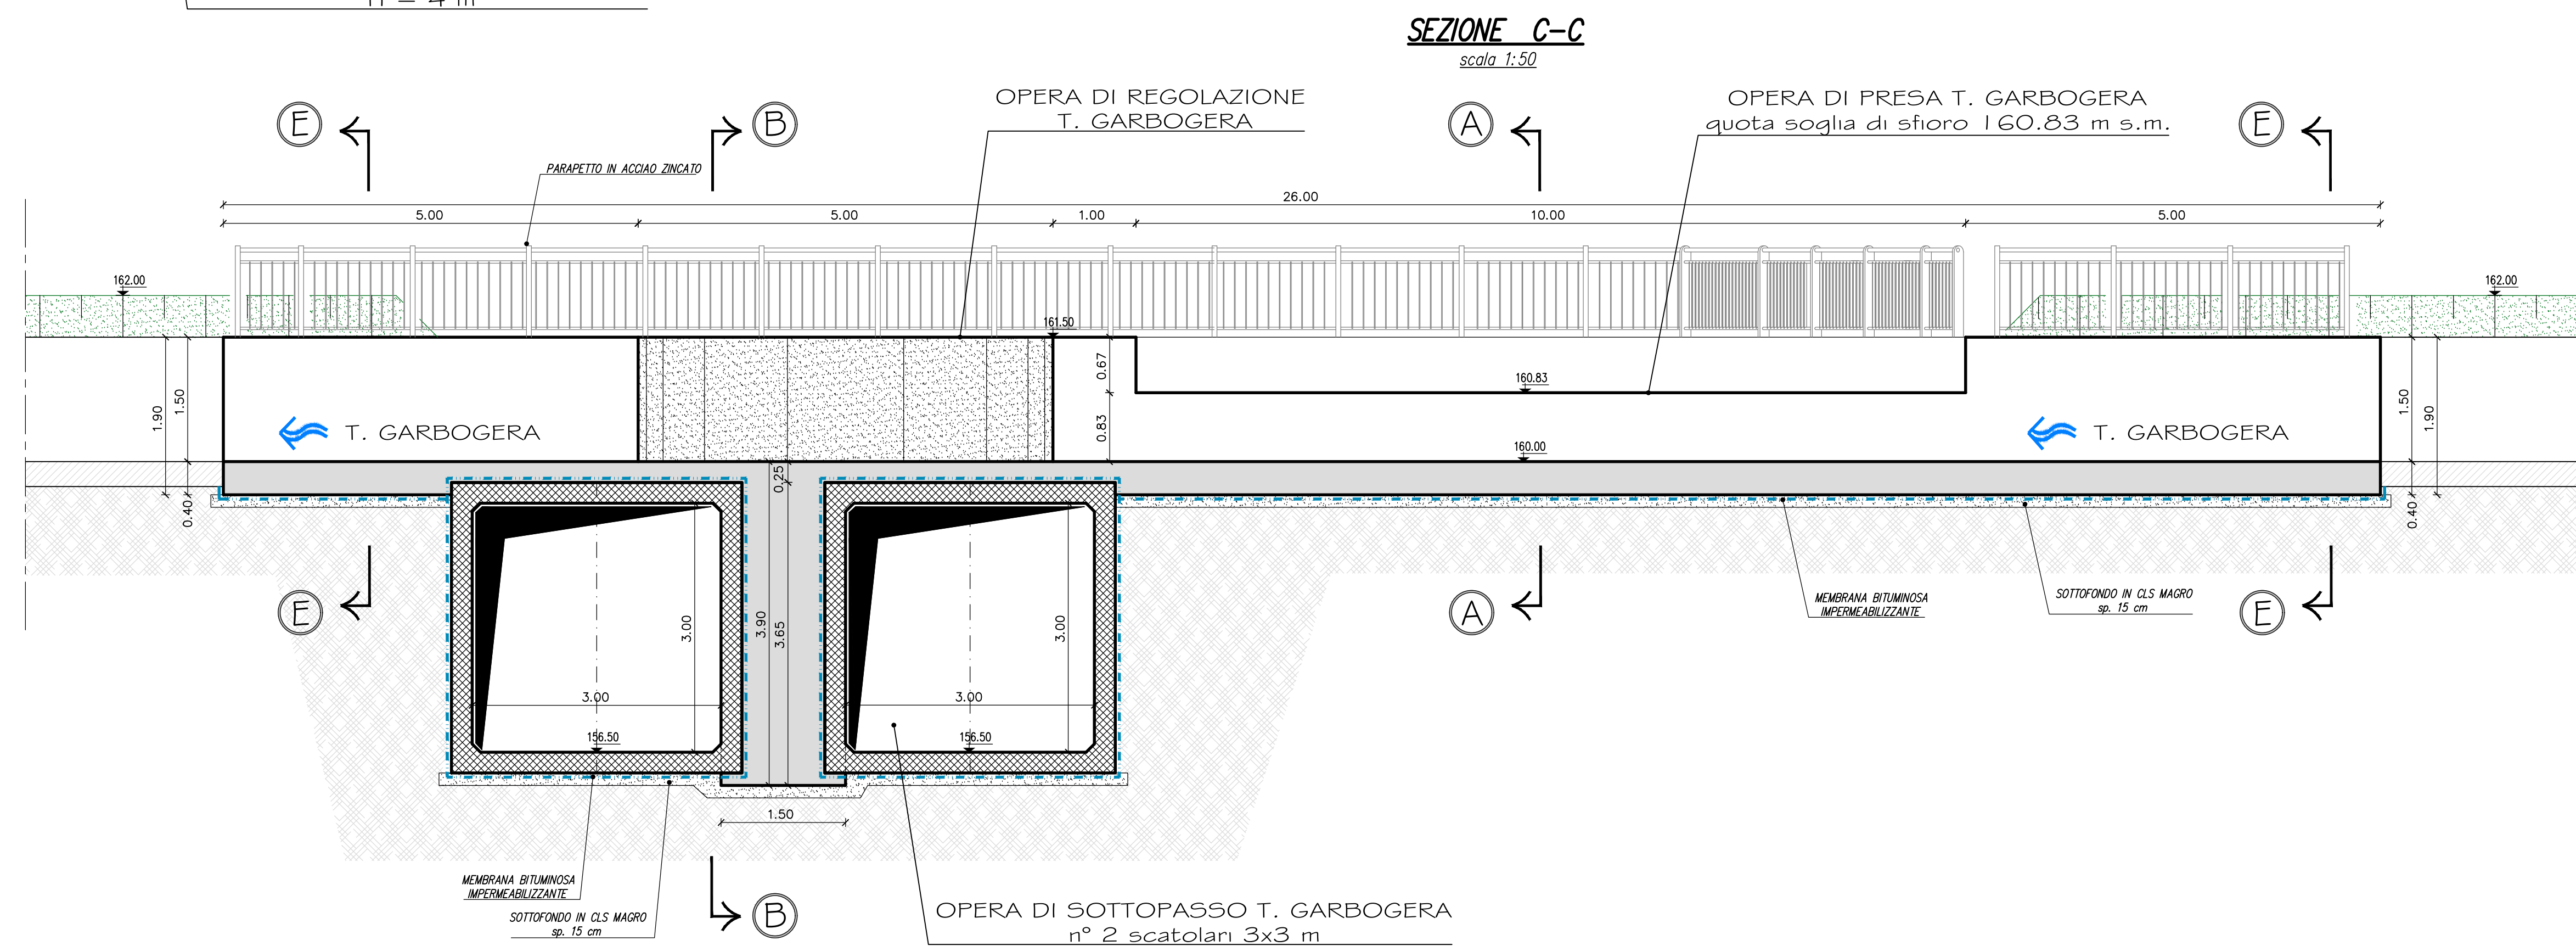 H = 4 m
SEZIONE C-C
scala 1:50
OPERA DI REGOLAZIONE
T. GARBOGERA
OPERA DI PRESA T. GARBOGERA
quota soglia di sfioro 160.83 m s.m.
E
B
A
E
PARAPETTO IN ACCIAO ZINCATO
26.00
5.00
5.00
1.00
10.00
5.00
162.00
162.00
161.50
0.67
160.83
0.83
160.00
1.90
1.50
0.40
T. GARBOGERA
T. GARBOGERA
1.50
1.90
0.40
0.25
3.90
3.65
3.00
3.00
156.50
3.00
3.00
156.50
1.50
E
A
E
MEMBRANA BITUMINOSA
IMPERMEABILIZZANTE
SOTTOFONDO IN CLS MAGRO
sp. 15 cm
MEMBRANA BITUMINOSA
IMPERMEABILIZZANTE
SOTTOFONDO IN CLS MAGRO
sp. 15 cm
B
OPERA DI SOTTOPASSO T. GARBOGERA
n° 2 scatolari 3x3 m